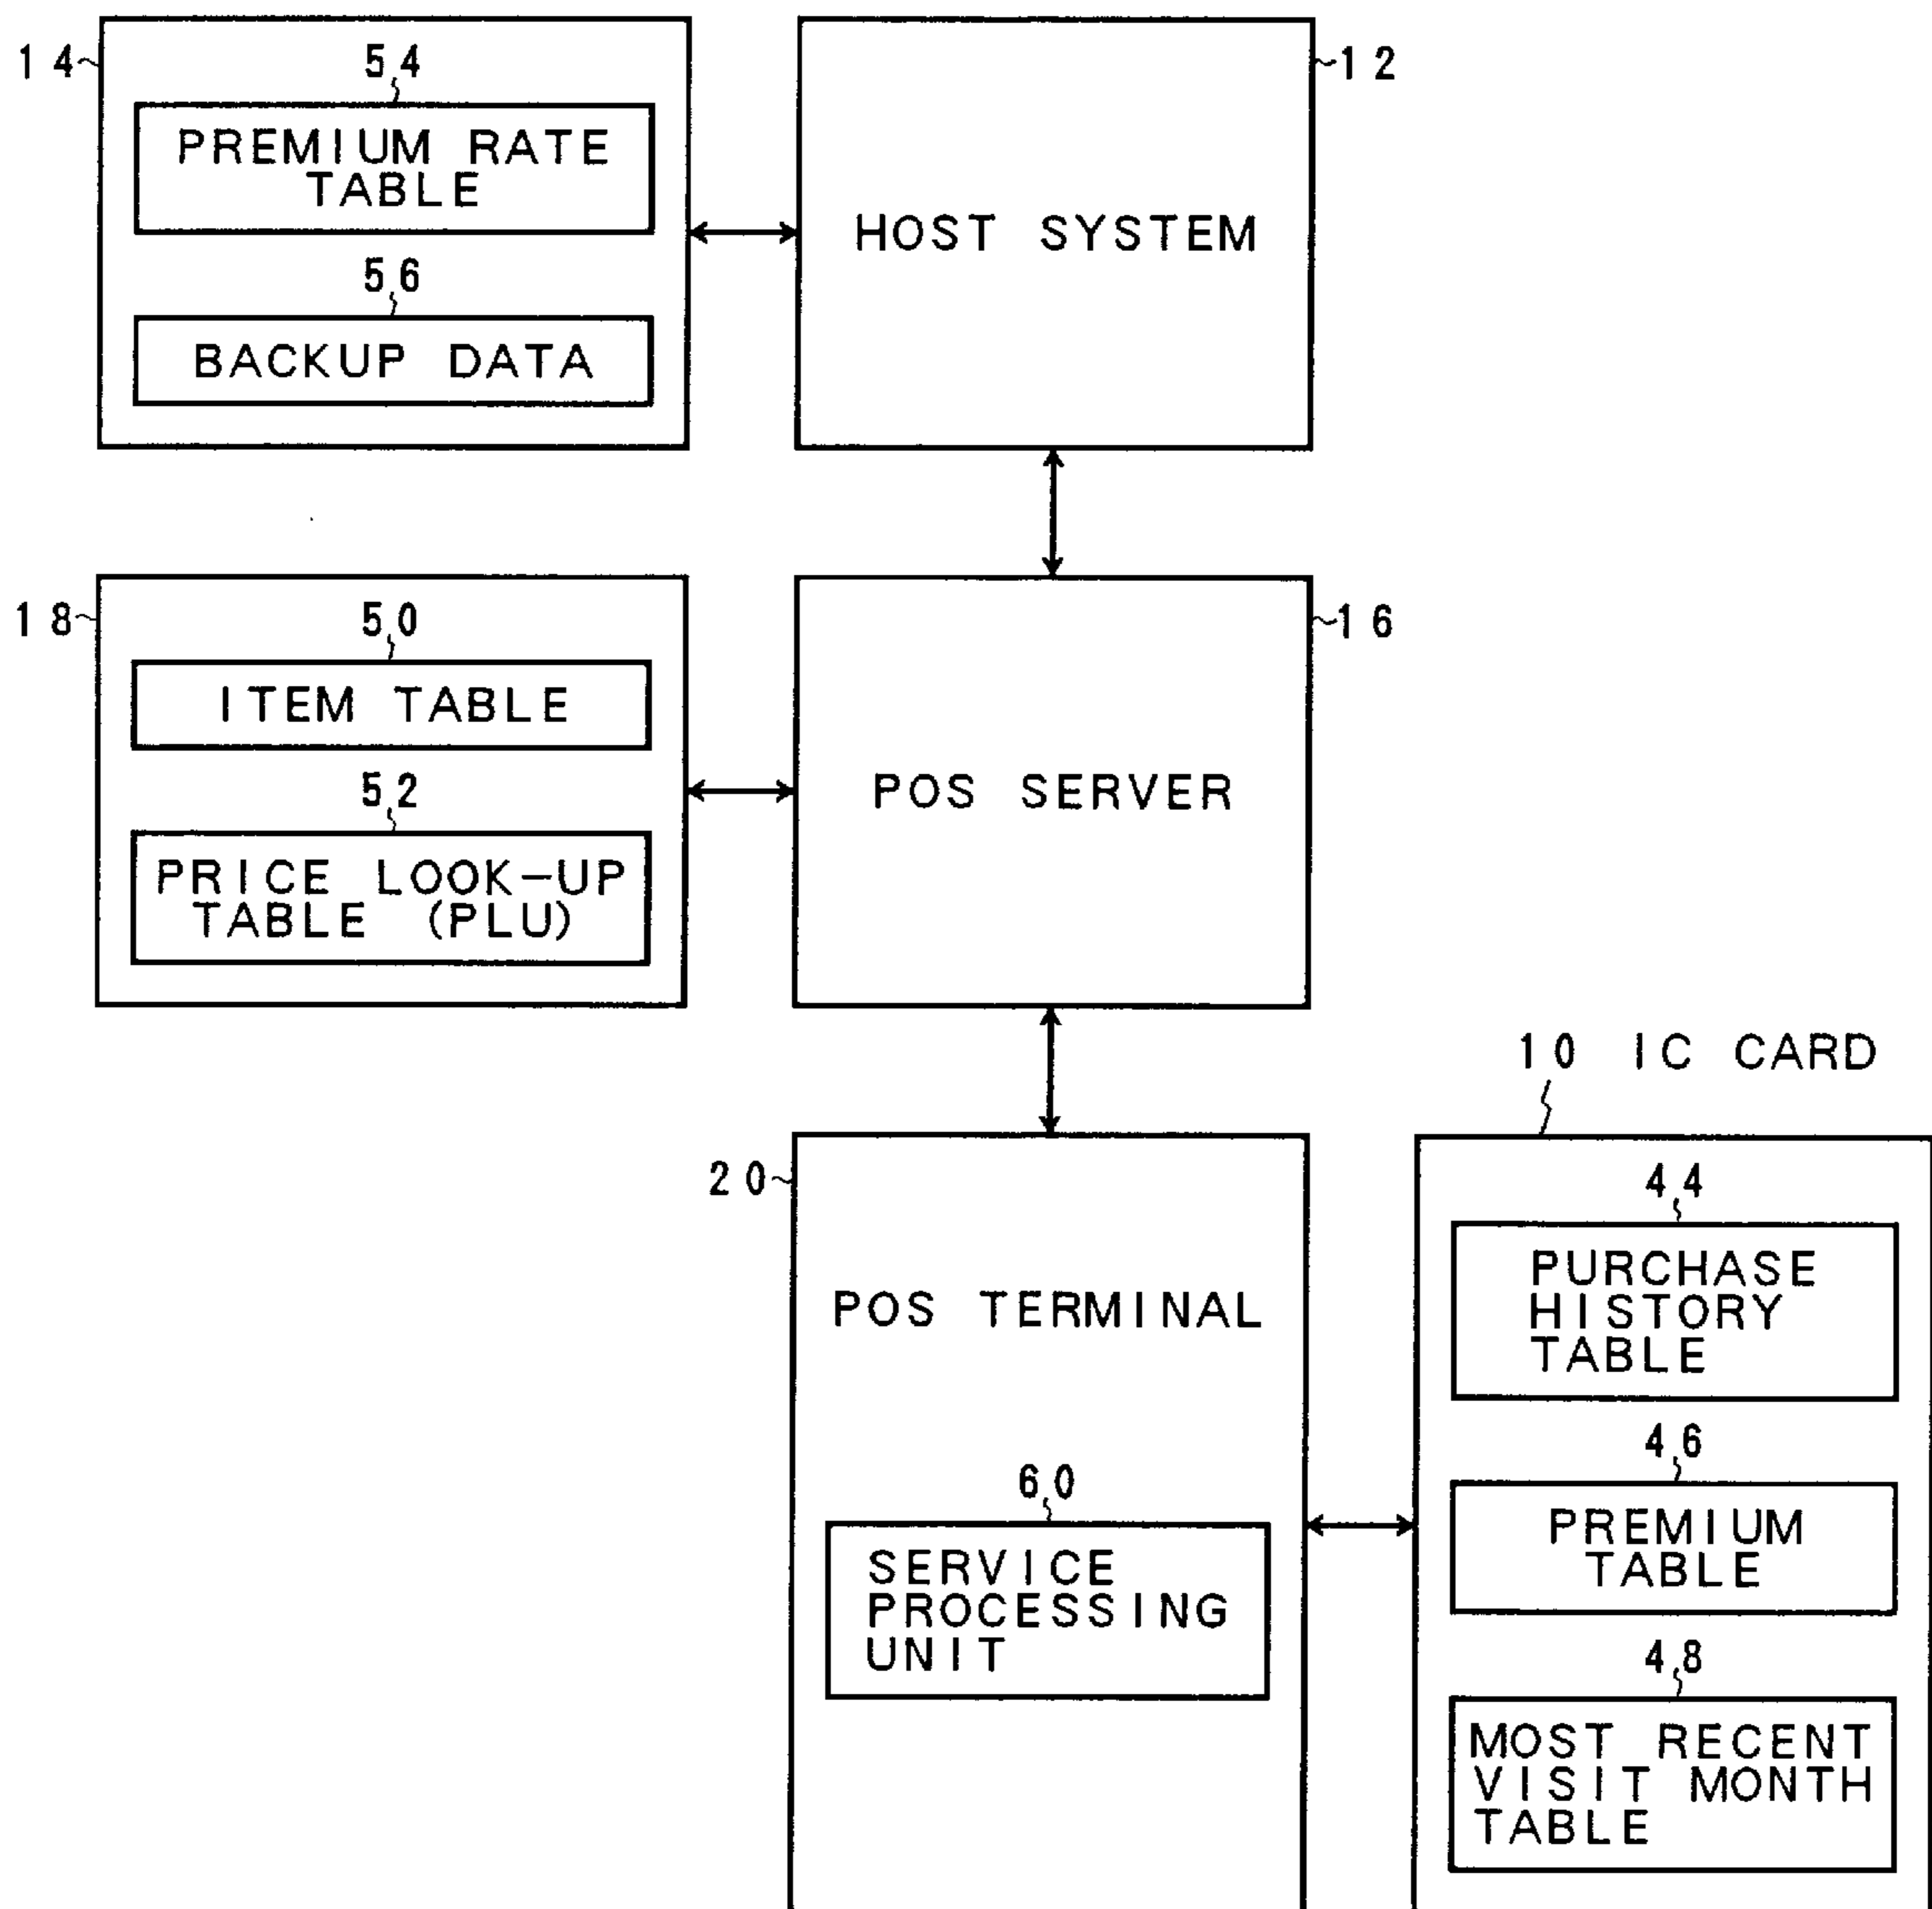 14
54
PREMIUM RATE
TABLE
56
BACKUP DATA
HOST SYSTEM
12
18
50
ITEM TABLE
52
PRICE LOOK-UP
TABLE (PLU)
POS SERVER
16
20
POS TERMINAL
60
SERVICE
PROCESSING
UNIT
10 IC CARD
44
PURCHASE
HISTORY
TABLE
46
PREMIUM
TABLE
48
MOST RECENT
VISIT MONTH
TABLE